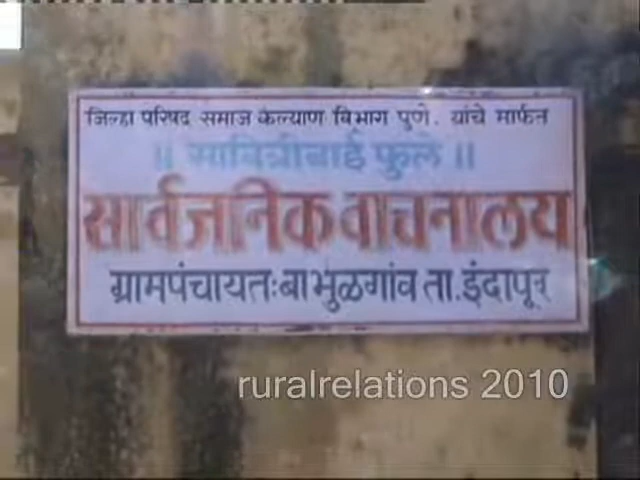 जिल्हा परिषद समाज कल्याण विभाग पुणे. यांचे मार्फत
॥ सावित्रीबाई फुले ॥
सार्वजनिक वाचनालय
ग्रामपंचायत:बाभुळगांव ता.इंदापूर
ruralrelations 2010